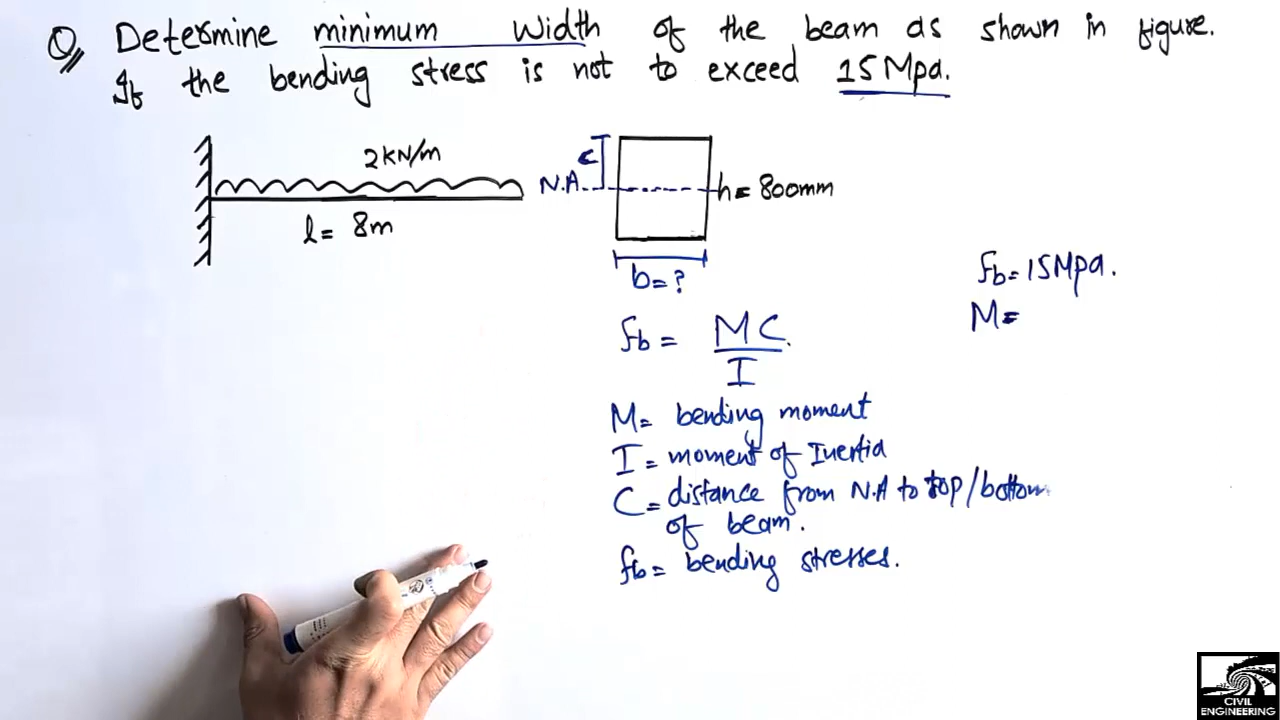 Q, Determine minimum width of the beam as shown in figure.
If the bending stress is not to exceed 15Mpa.
2kN/m
l= 8m
C
N.A
h= 800mm
b= ?
fb=15Mpa.
M=
fb= MC/I
M= bending moment
I= moment of Inertia
C= distance from N.A to top/bottom
of beam.
fb= bending stresses.
CIVIL
ENGINEERING